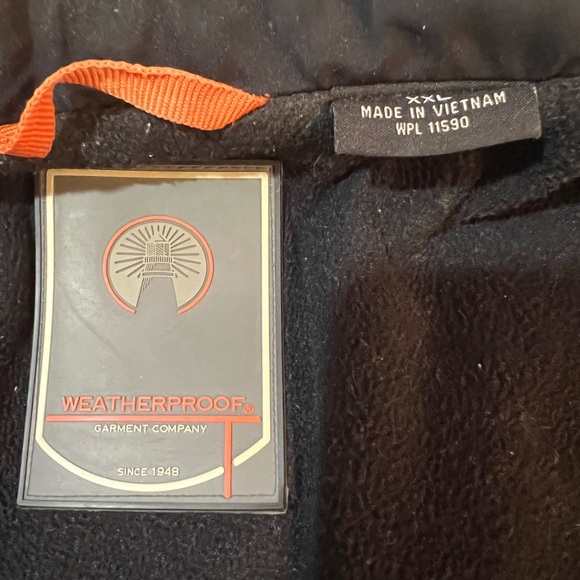 XXL
MADE IN VIETNAM
WPL 11590
WEATHERPROOF®
GARMENT COMPANY
SINCE 1948